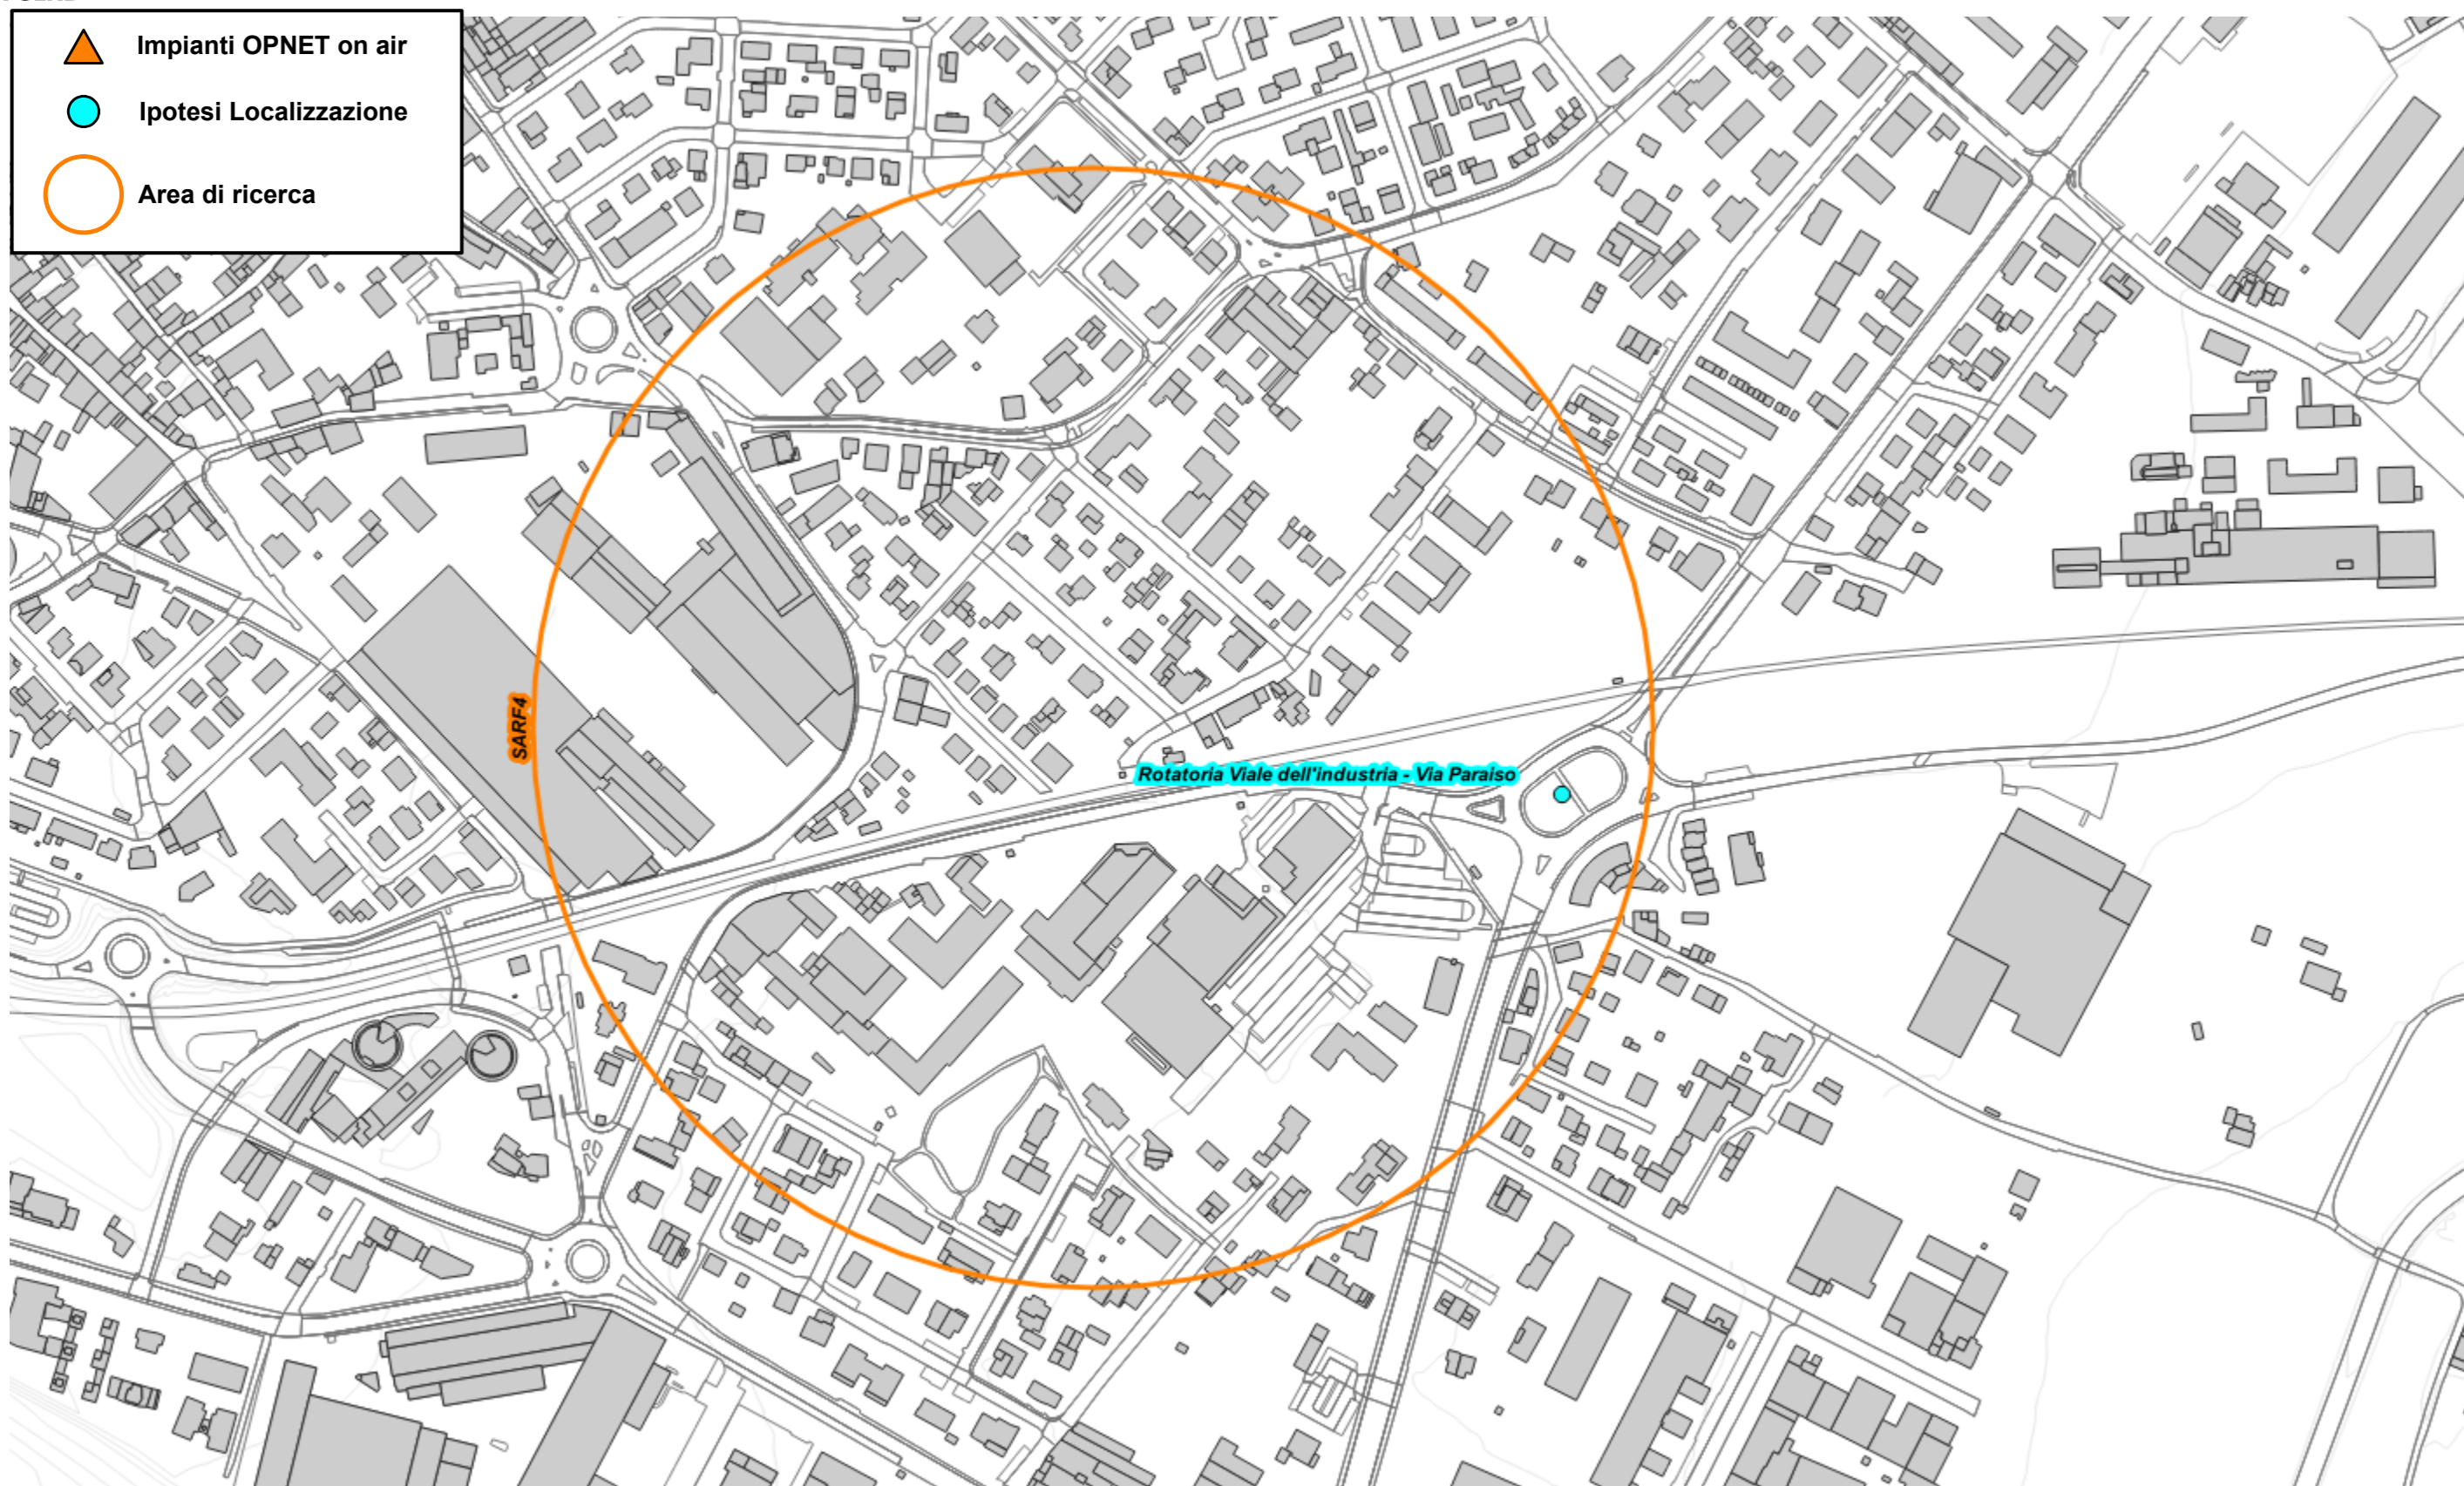 Impianti OPNET on air
Ipotesi Localizzazione
Area di ricerca
SARF4
Rotatoria Viale dell'industria - Via Paraiso